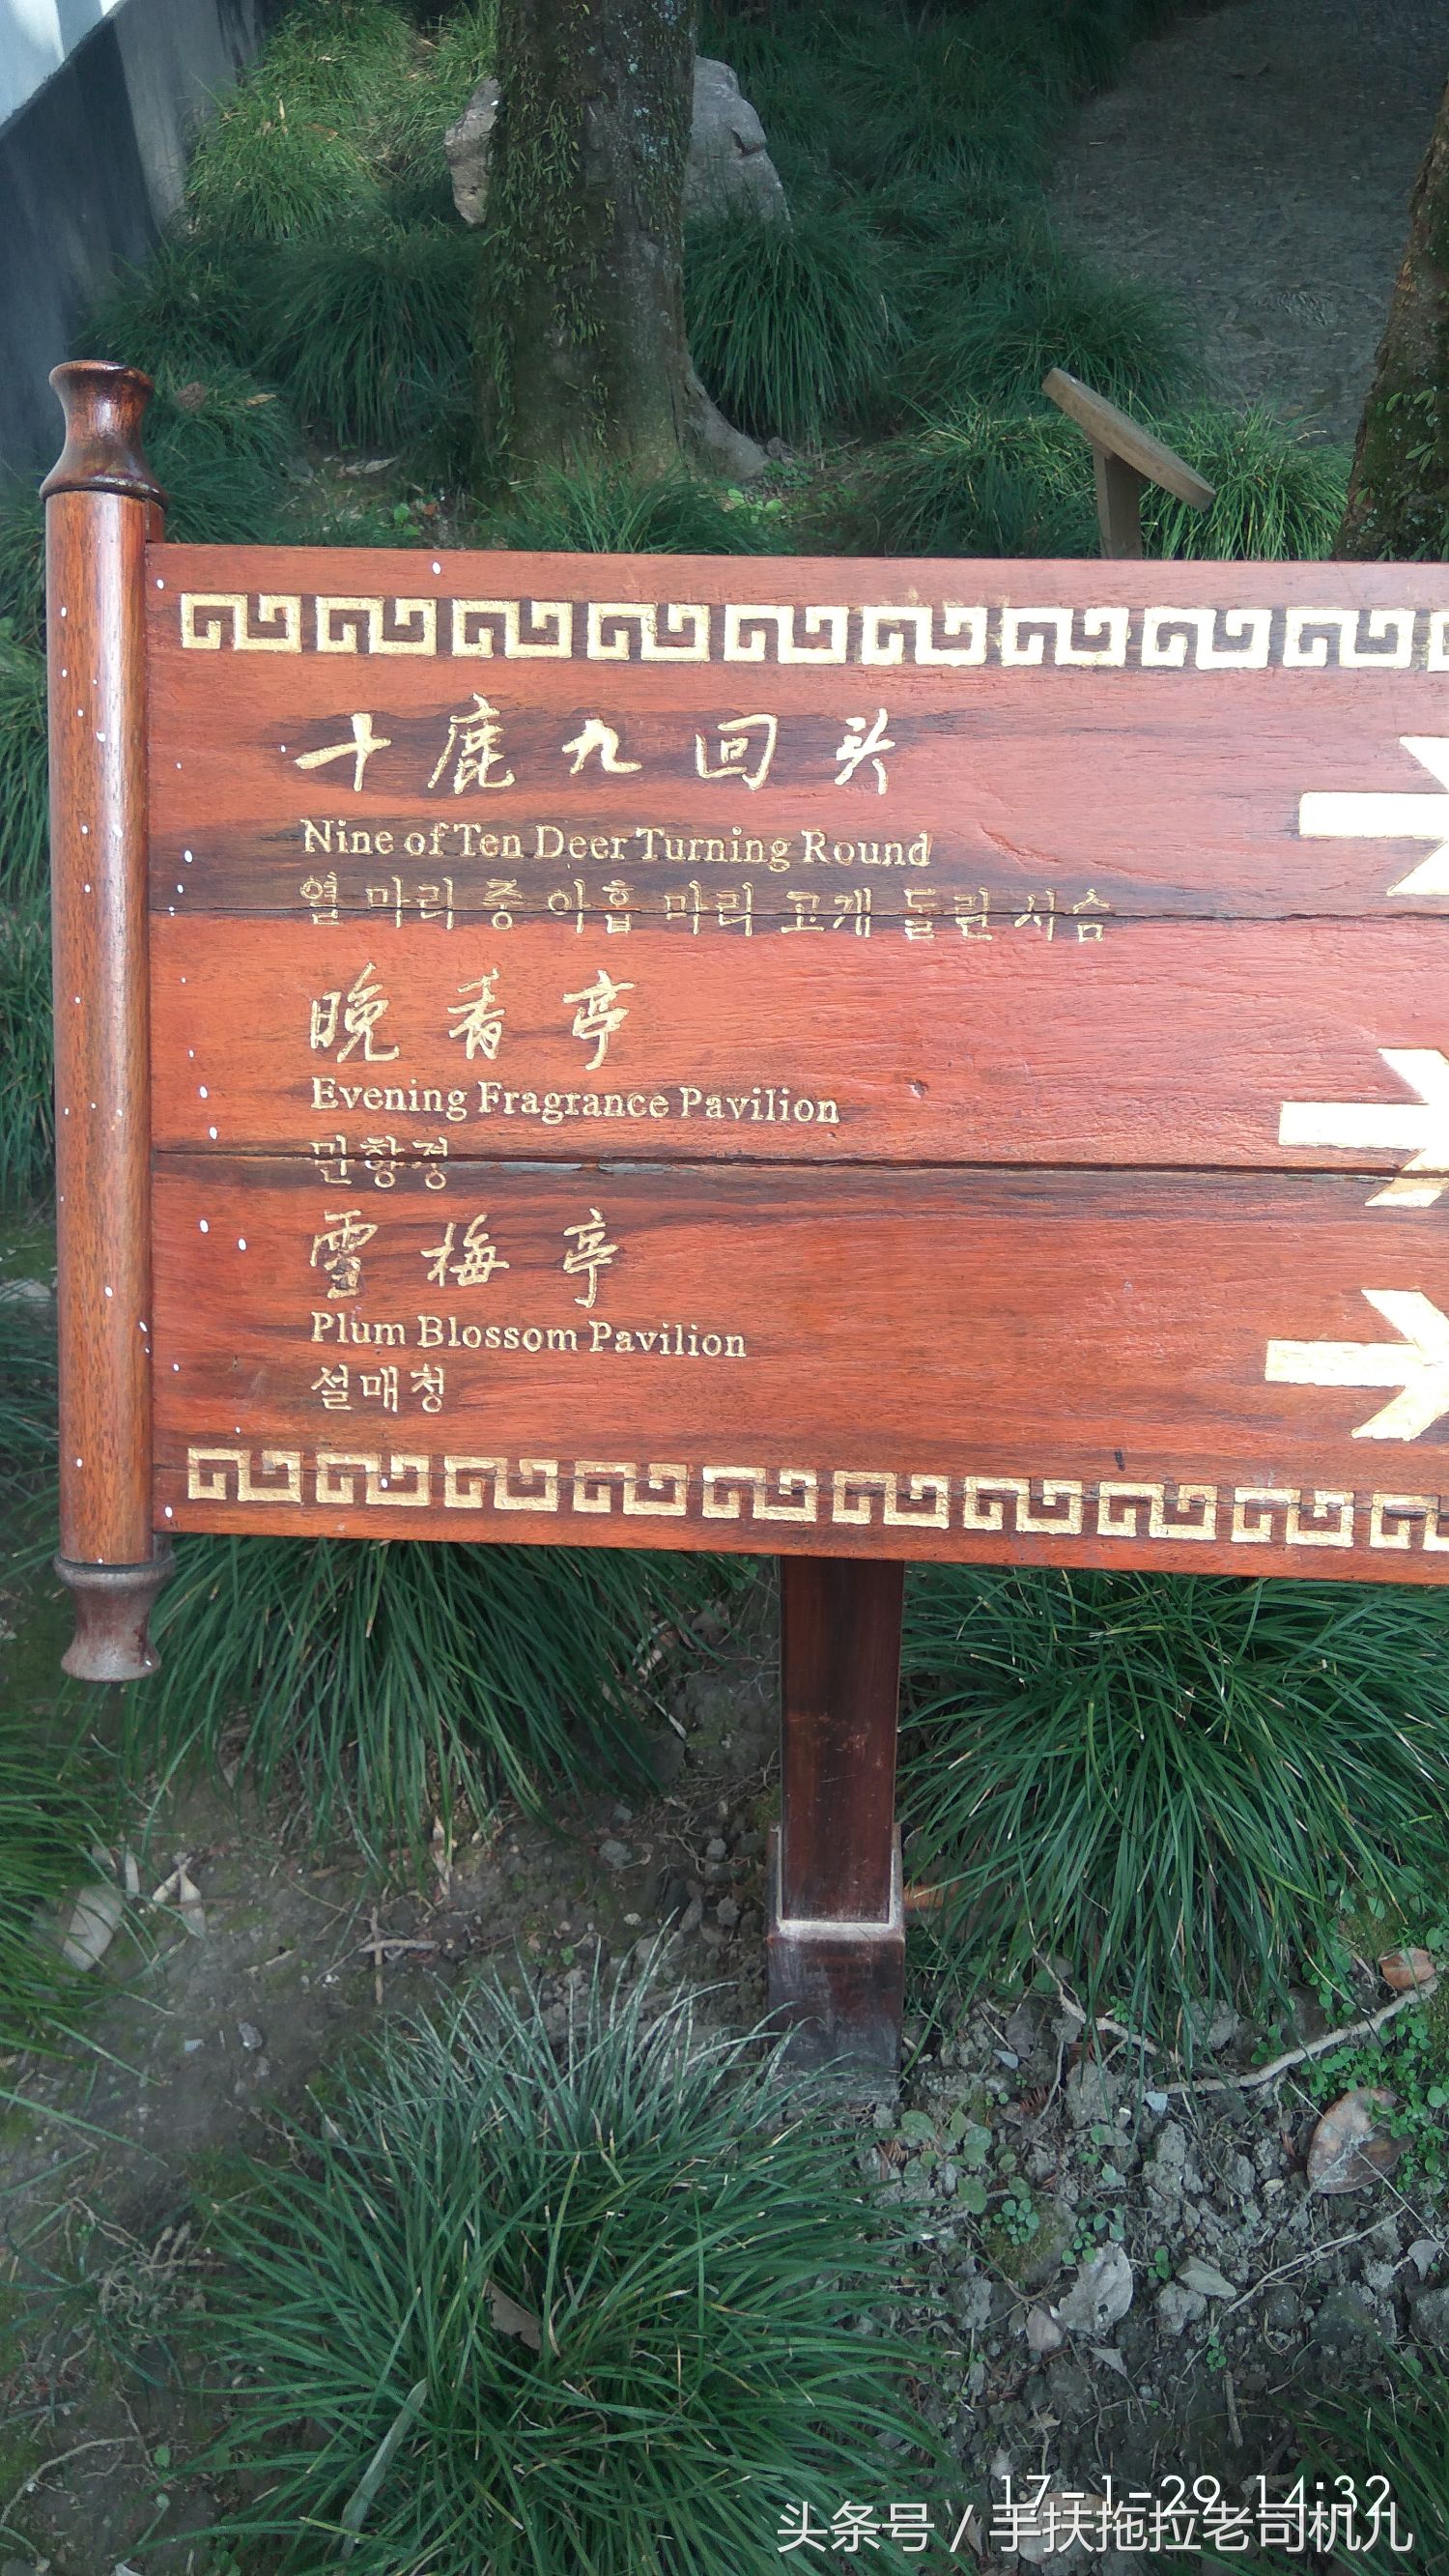 十鹿九回头
Nine of Ten Deer Turning Round
열 마리 중 아홉 마리 고개 돌린 사슴
晚香亭
Evening Fragrance Pavilion
만향정
雪梅亭
Plum Blossom Pavilion
설매청
17-1-29 14:32
头条号 / 手扶拖拉老司机儿